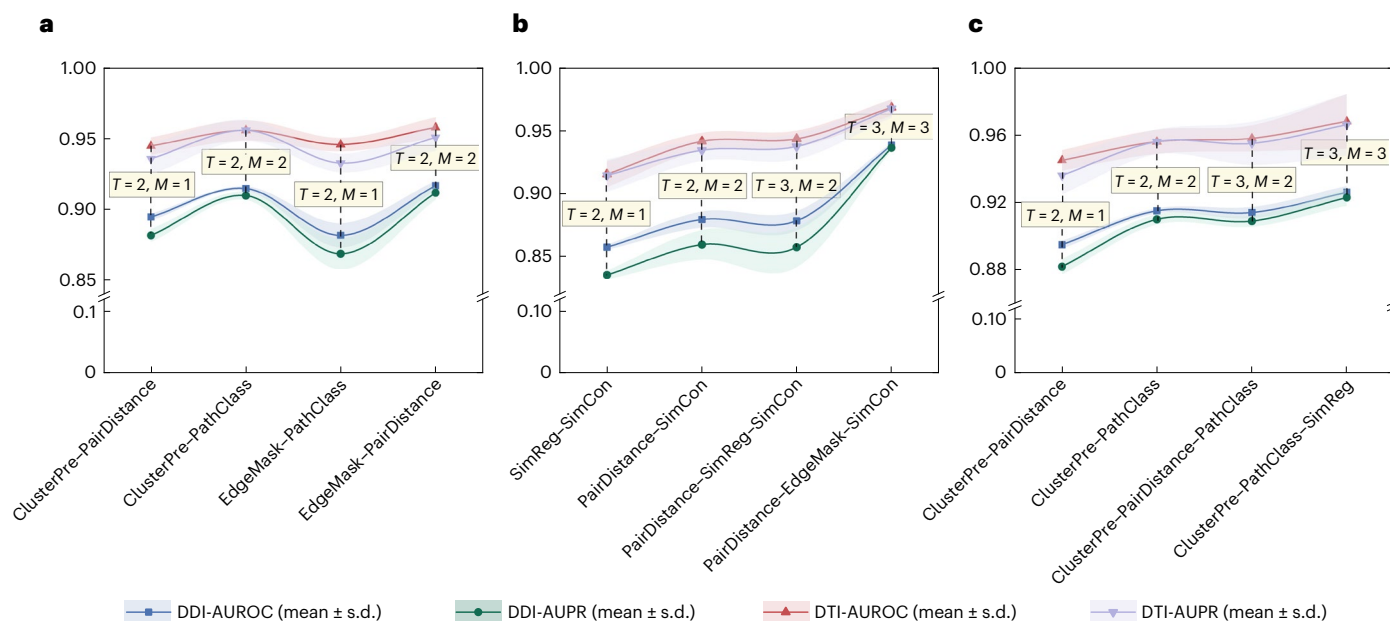 a
1.00
0.95
0.90
0.85
0.1
0
T = 2, M = 1
T = 2, M = 2
T = 2, M = 1
T = 2, M = 2
ClusterPre–PairDistance
ClusterPre–PathClass
EdgeMask–PathClass
EdgeMask–PairDistance
b
1.00
0.95
0.90
0.85
0.10
0
T = 2, M = 1
T = 2, M = 2
T = 3, M = 2
T = 3, M = 3
SimReg–SimCon
PairDistance–SimCon
PairDistance–SimReg–SimCon
PairDistance–EdgeMask–SimCon
c
1.00
0.96
0.92
0.88
0.10
0
T = 2, M = 1
T = 2, M = 2
T = 3, M = 2
T = 3, M = 3
ClusterPre–PairDistance
ClusterPre–PathClass
ClusterPre–PairDistance–PathClass
ClusterPre–PathClass–SimReg
DDI-AUROC (mean ± s.d.)
DDI-AUPR (mean ± s.d.)
DTI-AUROC (mean ± s.d.)
DTI-AUPR (mean ± s.d.)